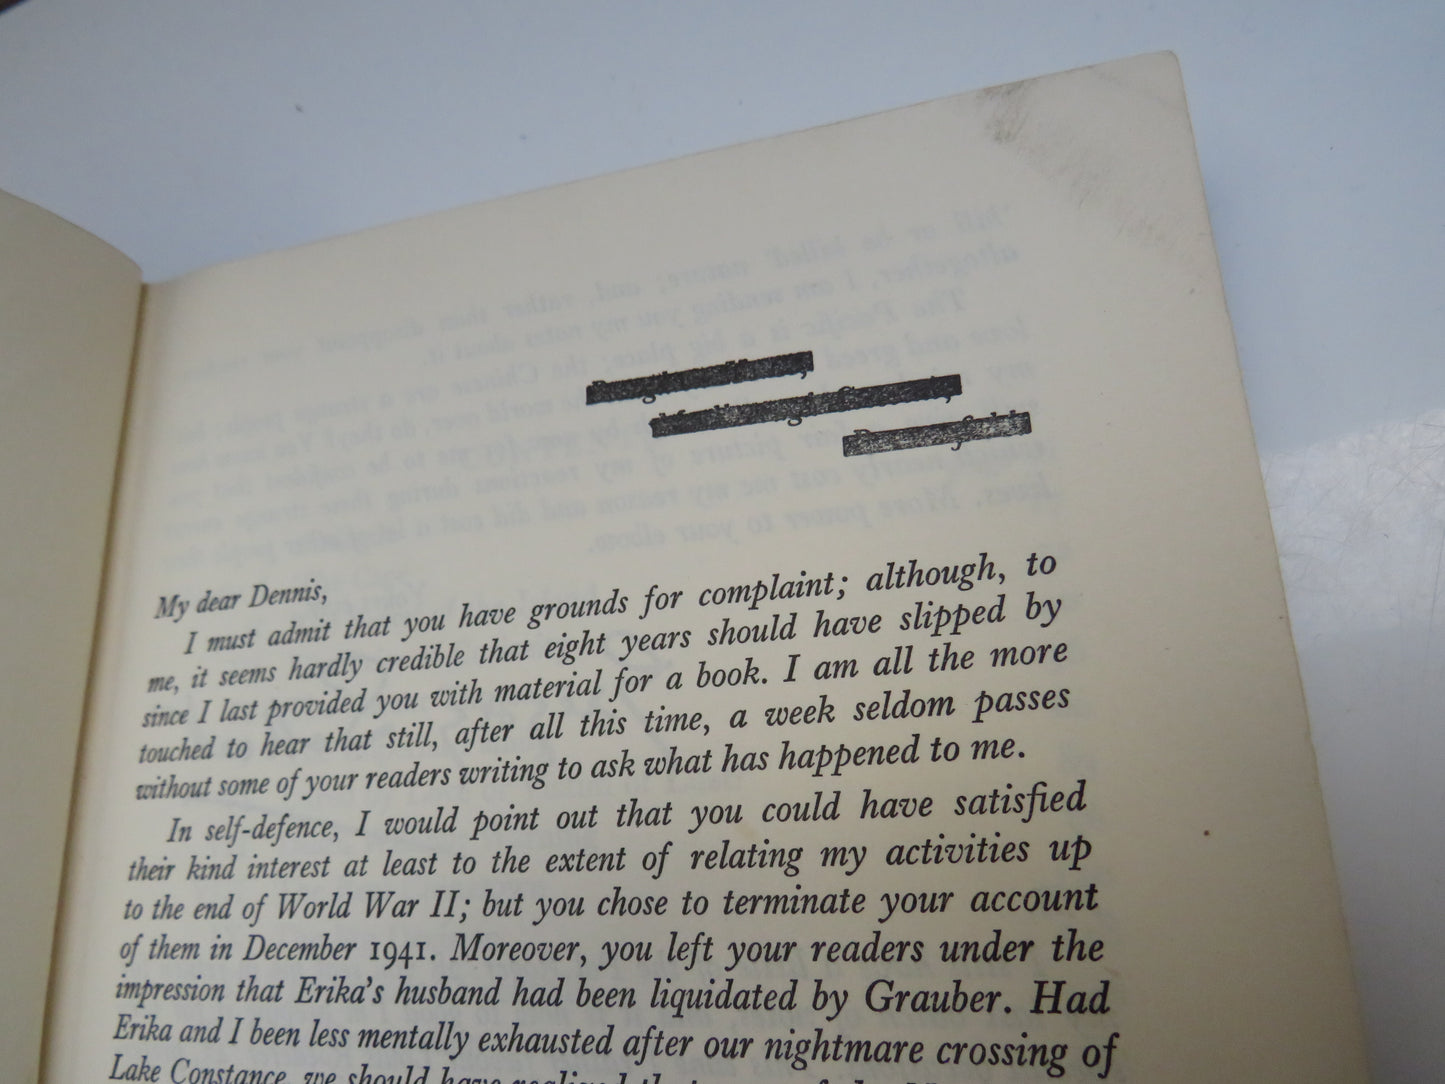 My dear Dennis,
I must admit that you have grounds for complaint; although, to
me, it seems hardly credible that eight years should have slipped by
since I last provided you with material for a book. I am all the more
touched to hear that still, after all this time, a week seldom passes
without some of your readers writing to ask what has happened to me.
In self-defence, I would point out that you could have satisfied
their kind interest at least to the extent of relating my activities up
to the end of World War II; but you chose to terminate your account
of them in December 1941. Moreover, you left your readers under the
impression that Erika's husband had been liquidated by Grauber. Had
Erika and I been less mentally exhausted after our nightmare crossing of
Lake Constance, we should have realized that